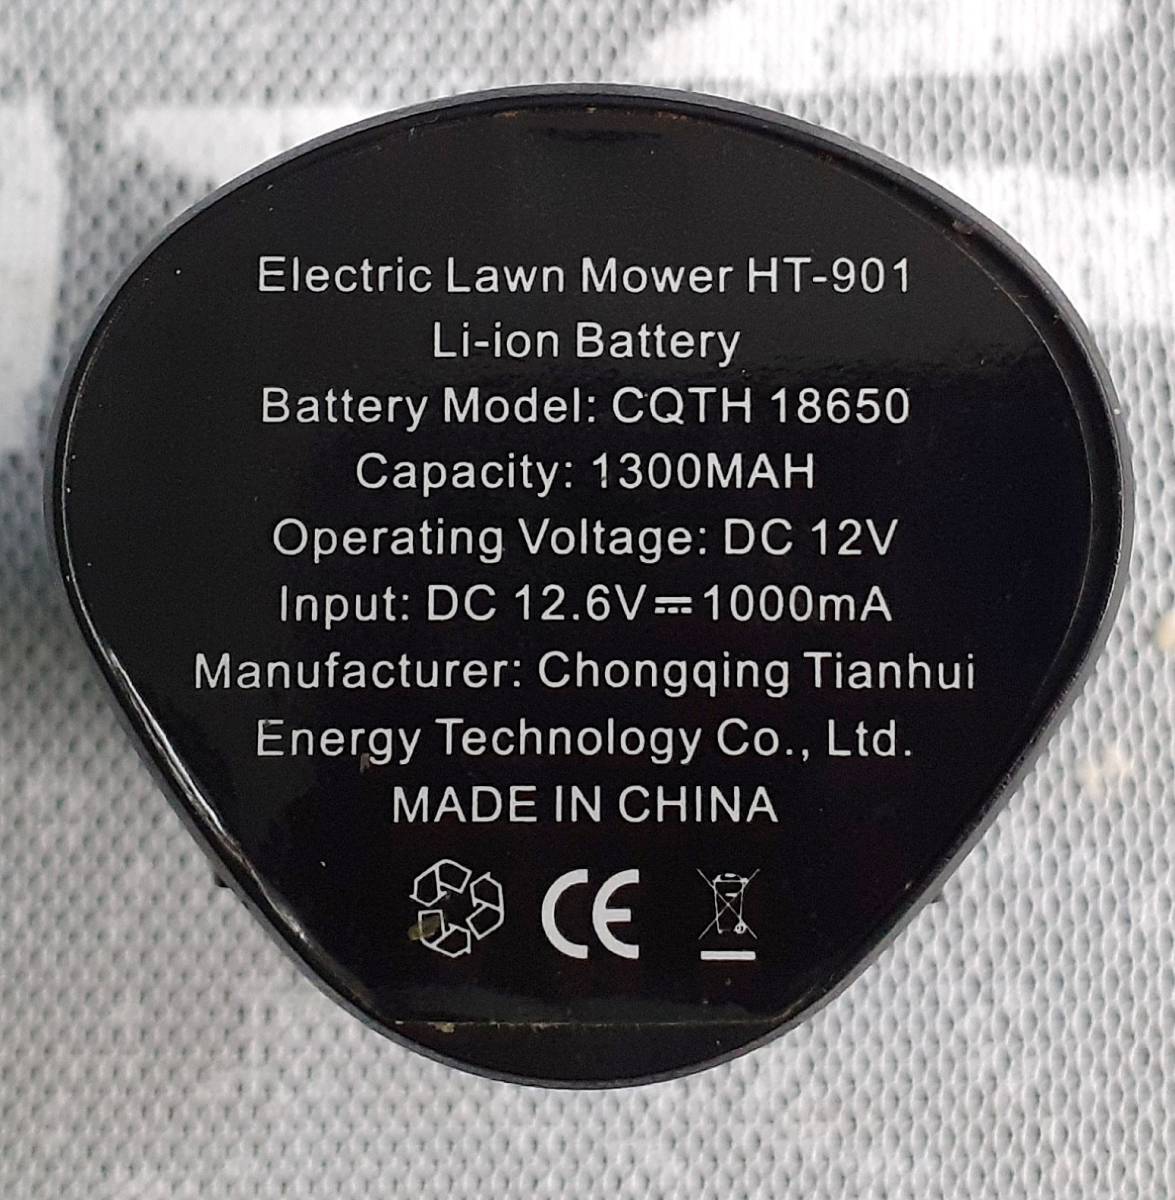 Electric Lawn Mower HT-901
Li-ion Battery
Battery Model: CQTH 18650
Capacity: 1300MAH
Operating Voltage: DC 12V
Input: DC 12.6V⎓1000mA
Manufacturer: Chongqing Tianhui
Energy Technology Co., Ltd.
MADE IN CHINA
CE